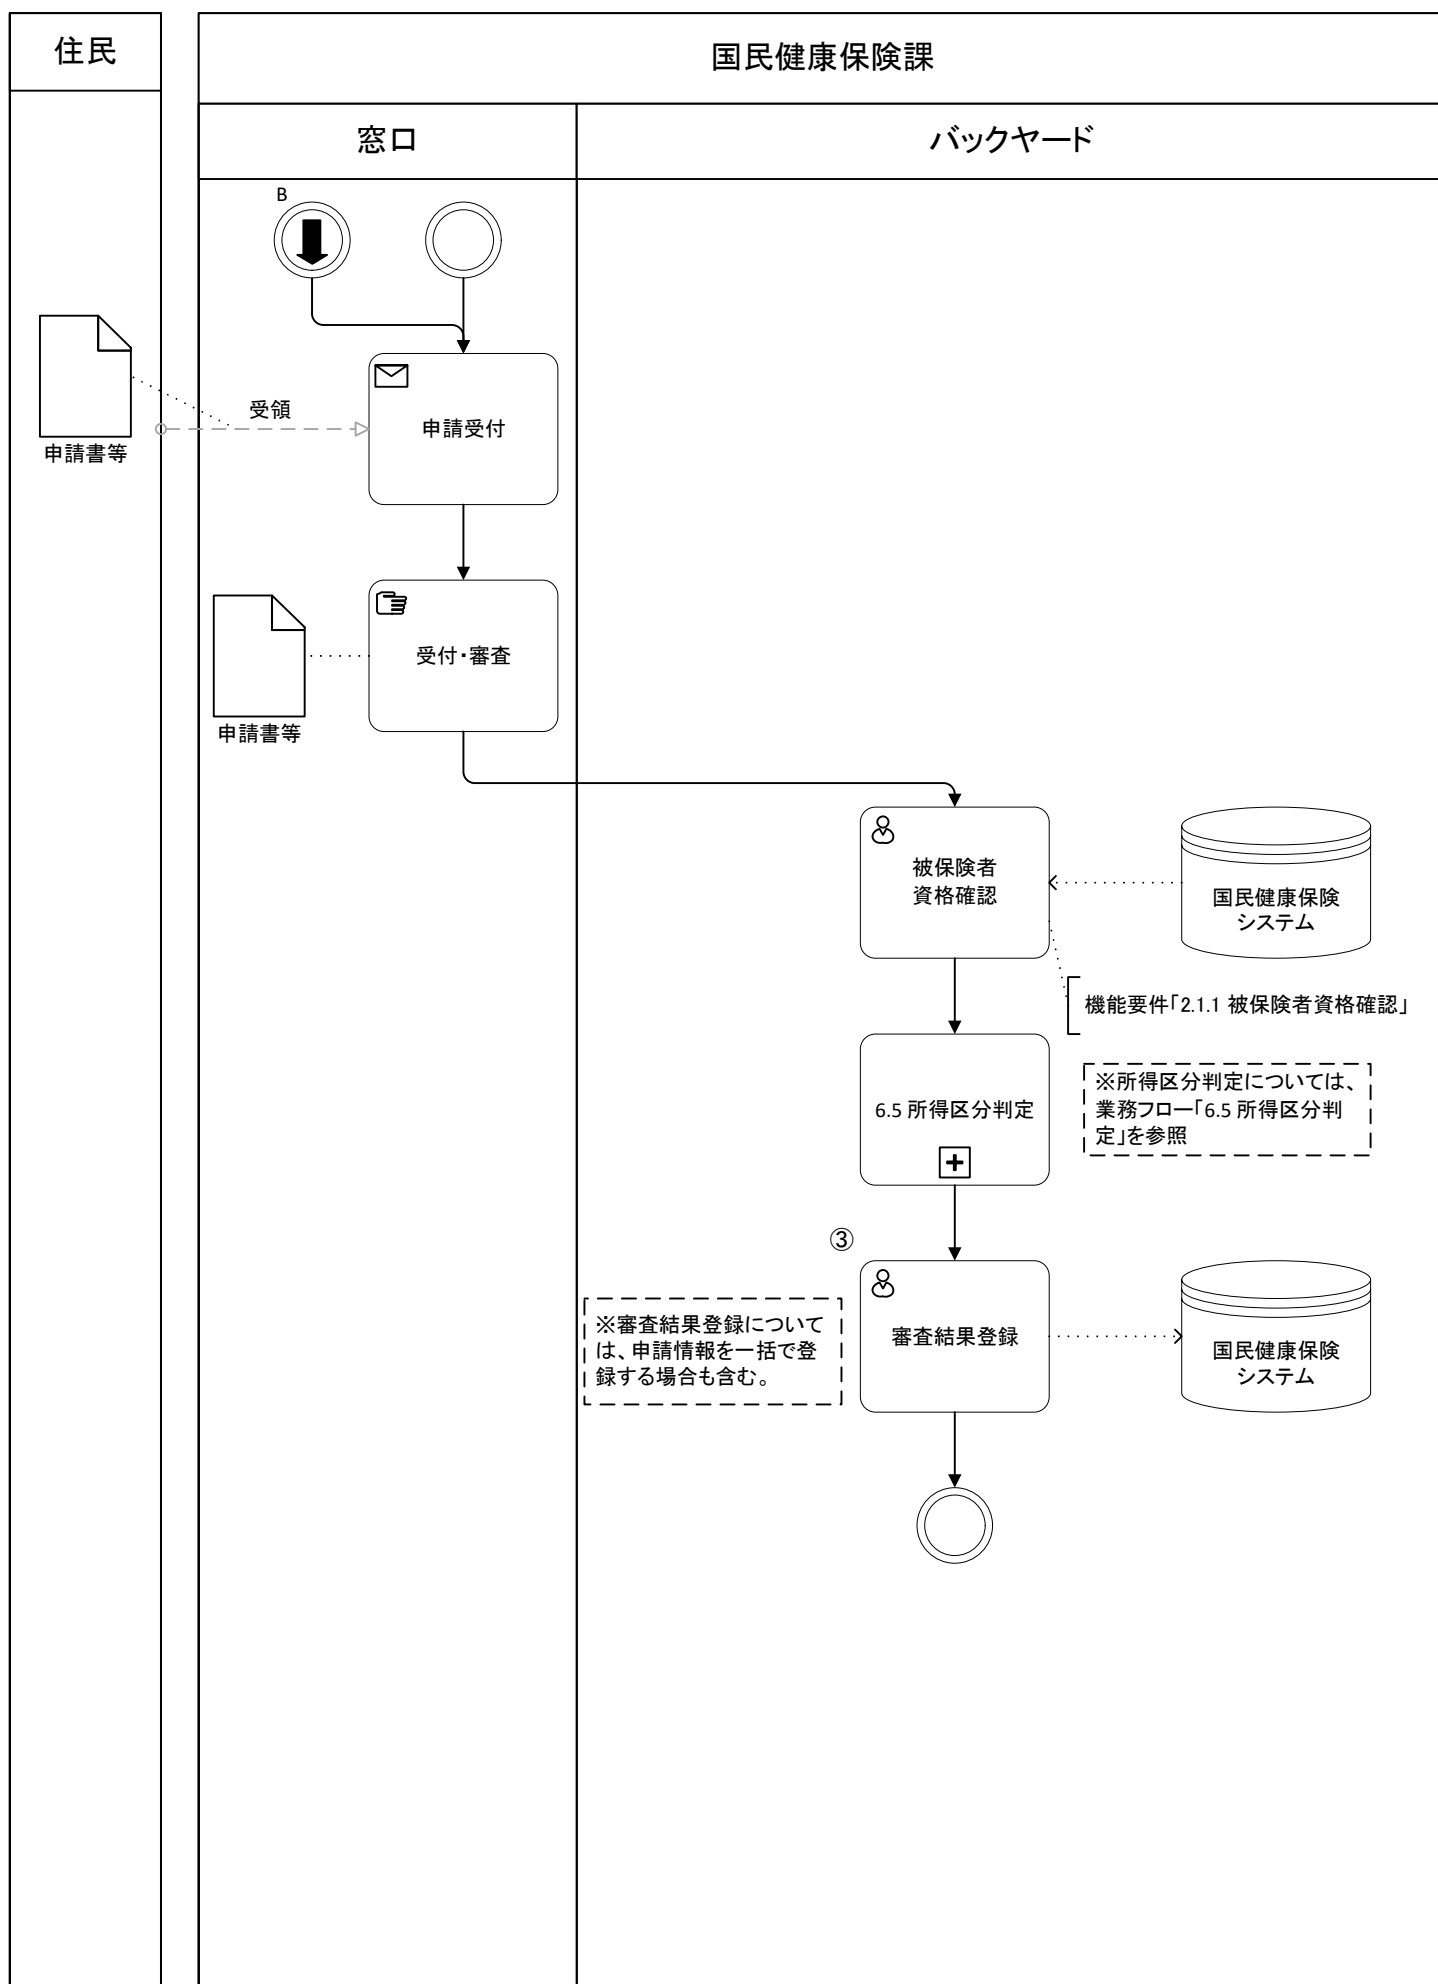 住民
国民健康保険課
窓口
バックヤード
B
受領
申請受付
申請書等
受付・審査
申請書等
被保険者
資格確認
国民健康保険
システム
機能要件「2.1.1 被保険者資格確認」
6.5 所得区分判定
※所得区分判定については、
業務フロー「6.5 所得区分判
定」を参照
③
※審査結果登録について
は、申請情報を一括で登
録する場合も含む。
審査結果登録
国民健康保険
システム